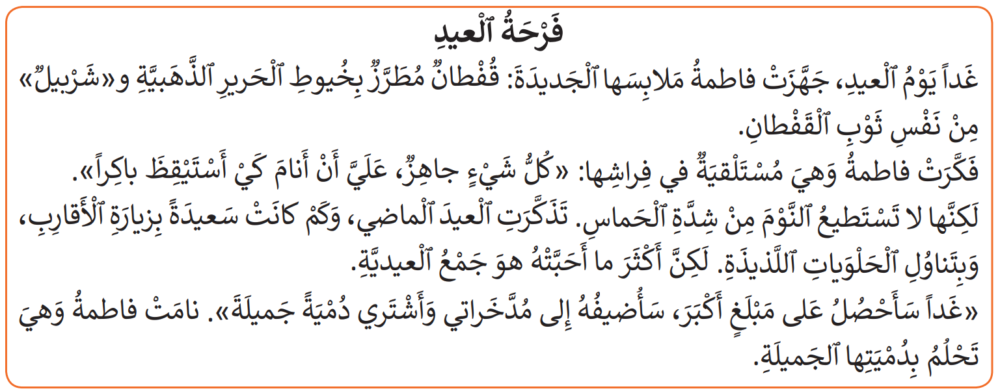 فَرْحَةُ ٱلْعيدِ
غَداً يَوْمُ ٱلْعيدِ، جَهَّزَتْ فاطمةُ مَلابِسَها ٱلْجَديدَةَ: قُفْطانٌ مُطَرَّزٌ بِخُيوطِ ٱلْحَريرِ ٱلذَّهَبيَّةِ و«شَرْبيلٌ»
مِنْ نَفْسِ ثَوْبِ ٱلْقَفْطانِ.
فَكَّرَتْ فاطمةُ وَهيَ مُسْتَلْقيَةٌ في فِراشِها: «كُلُّ شَيْءٍ جاهِزٌ، عَلَيَّ أَنْ أَنامَ كَيْ أَسْتَيْقِظَ باكِراً».
لَكِنَّها لا تَسْتَطيعُ ٱلنَّوْمَ مِنْ شِدَّةِ ٱلْحَماسِ. تَذَكَّرَتِ ٱلْعيدَ ٱلْماضي، وَكَمْ كانَتْ سَعيدَةً بِزيارَةِ ٱلْأَقارِبِ،
وَبِتَناوُلِ ٱلْحَلْوَياتِ ٱللَّذيذَةِ. لَكِنَّ أَكْثَرَ ما أَحَبَّتْهُ هوَ جَمْعُ ٱلْعيديَّةِ.
«غَداً سَأَحْصُلُ عَلى مَبْلَغٍ أَكْبَرَ، سَأُضيفُهُ إِلى مُدَّخَراتي وَأَشْتَري دُمْيَةً جَميلَةً». نامَتْ فاطمةُ وَهيَ
تَحْلُمُ بِدُمْيَتِها ٱلجَميلَةِ.